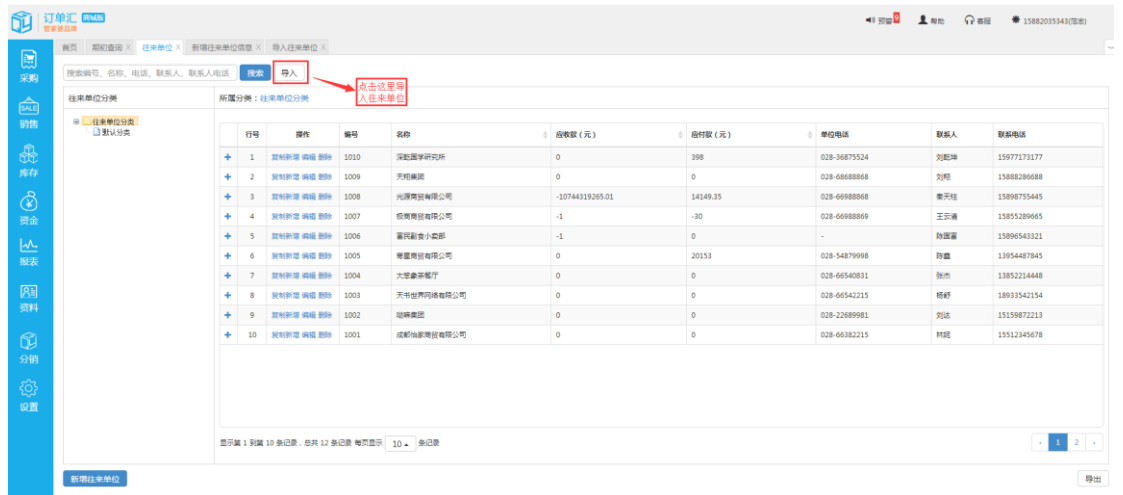 订单汇 商城版
管家婆品牌
预警 9 帮助 客服 15882035343(陈彬)
首页 期初查询 X 往来单位 X 新增往来单位信息 X 导入往来单位 X
搜索编号、名称、电话、联系人、联系人电话 搜索 导入
点击这里导
入往来单位
采购
销售
库存
资金
报表
资料
分销
设置
往来单位分类
往来单位分类
默认分类
所属分类：往来单位分类
行号 操作 编号 名称 应收款（元） 应付款（元） 单位电话 联系人 联系电话
1 复制新增 编辑 删除 1010 深乾国学研究所 0 398 028-36875524 刘乾坤 15977173177
2 复制新增 编辑 删除 1009 天翔集团 0 0 028-68688868 刘翔 15888286688
3 复制新增 编辑 删除 1008 光源商贸有限公司 -10744319265.01 14149.35 028-66988868 秦天柱 15898755445
4 复制新增 编辑 删除 1007 极商商贸有限公司 -1 -30 028-66988869 王云涌 15855289665
5 复制新增 编辑 删除 1006 富民副食小卖部 -1 0 - 陈国富 15896543321
6 复制新增 编辑 删除 1005 粤星商贸有限公司 0 20153 028-54879998 陈鑫 13954487845
7 复制新增 编辑 删除 1004 大笨象茶餐厅 0 0 028-66540831 张杰 13852214448
8 复制新增 编辑 删除 1003 天书世界网络有限公司 0 0 028-66542215 杨舒 18933542154
9 复制新增 编辑 删除 1002 哒嘛集团 0 0 028-22689981 刘达 15159872213
10 复制新增 编辑 删除 1001 成都怡家商贸有限公司 0 0 028-66382215 林妮 15512345678
显示第 1 到第 10 条记录，总共 12 条记录 每页显示 10 条记录
‹ 1 2 ›
新增往来单位 导出